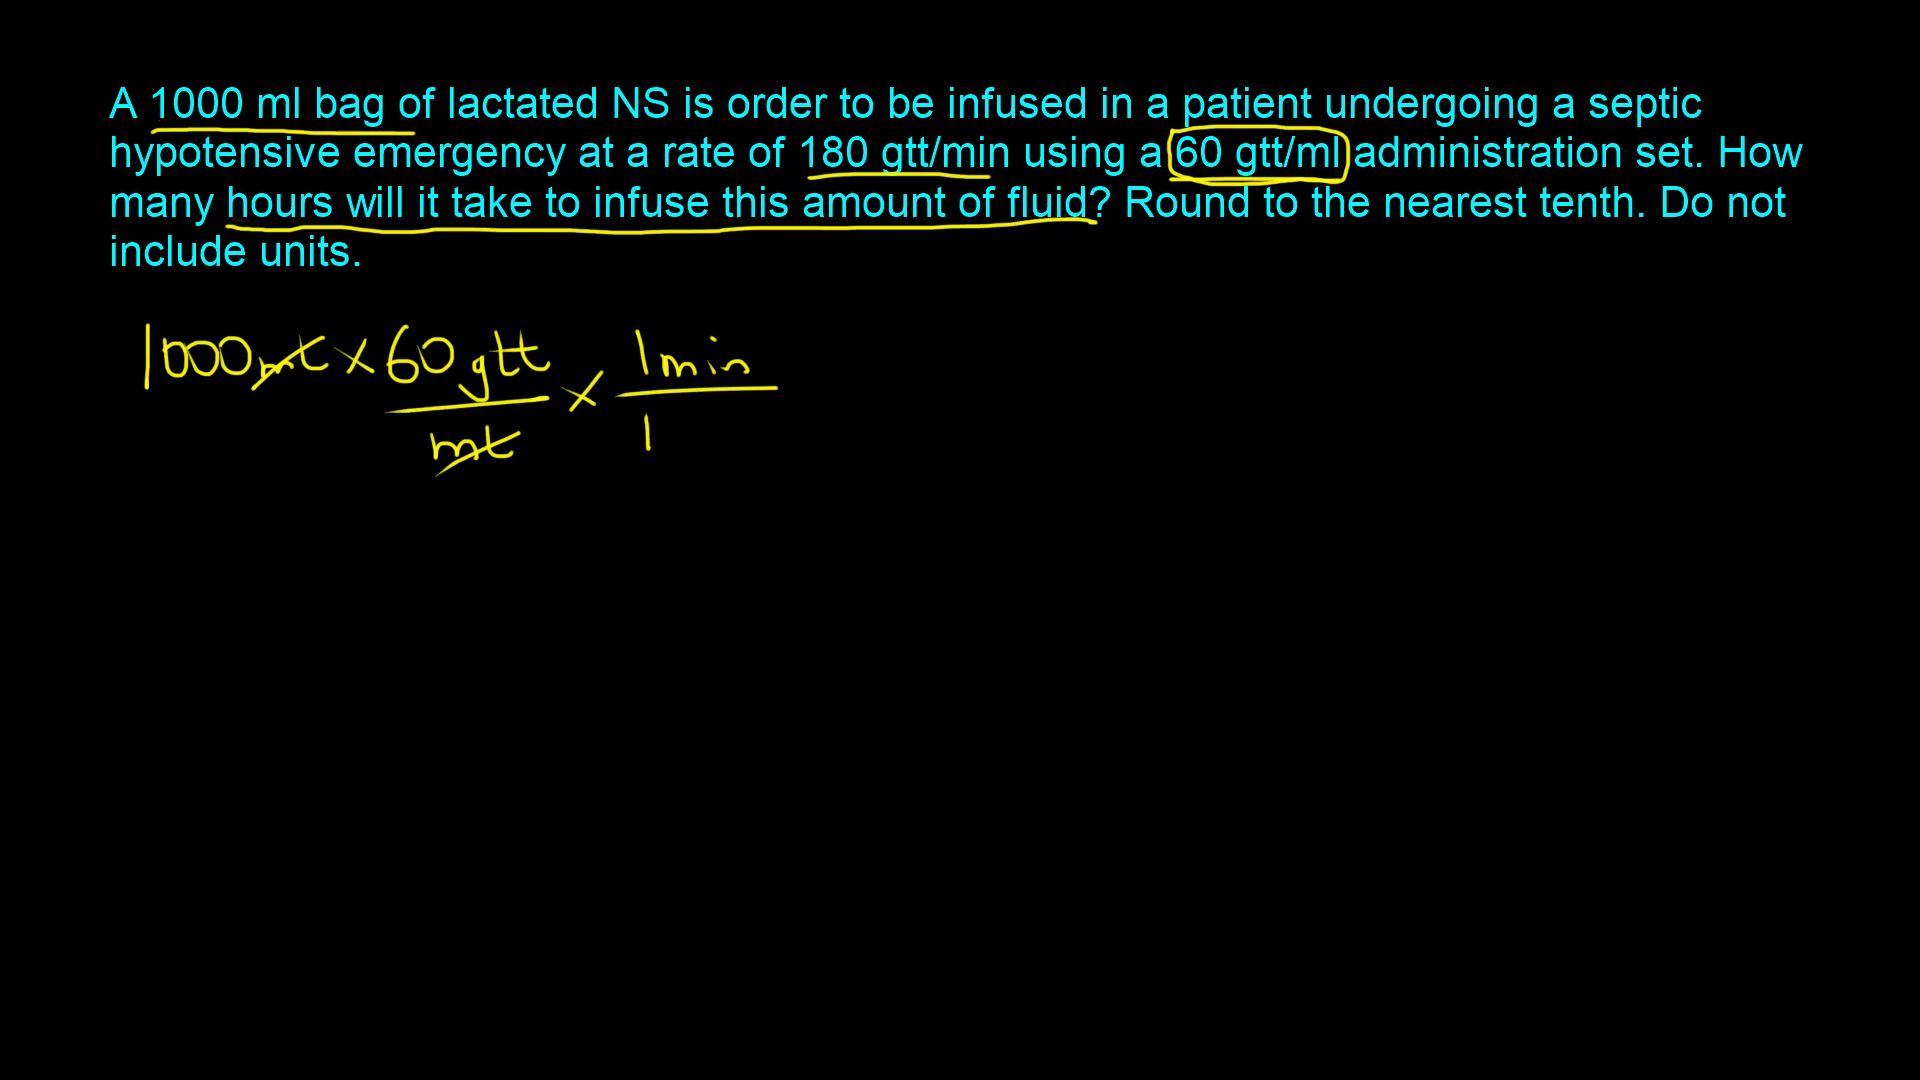 A 1000 ml bag of lactated NS is order to be infused in a patient undergoing a septic
hypotensive emergency at a rate of 180 gtt/min using a 60 gtt/ml administration set. How
many hours will it take to infuse this amount of fluid? Round to the nearest tenth. Do not
include units.
1000 ml x 60 gtt x 1 min
ml 1